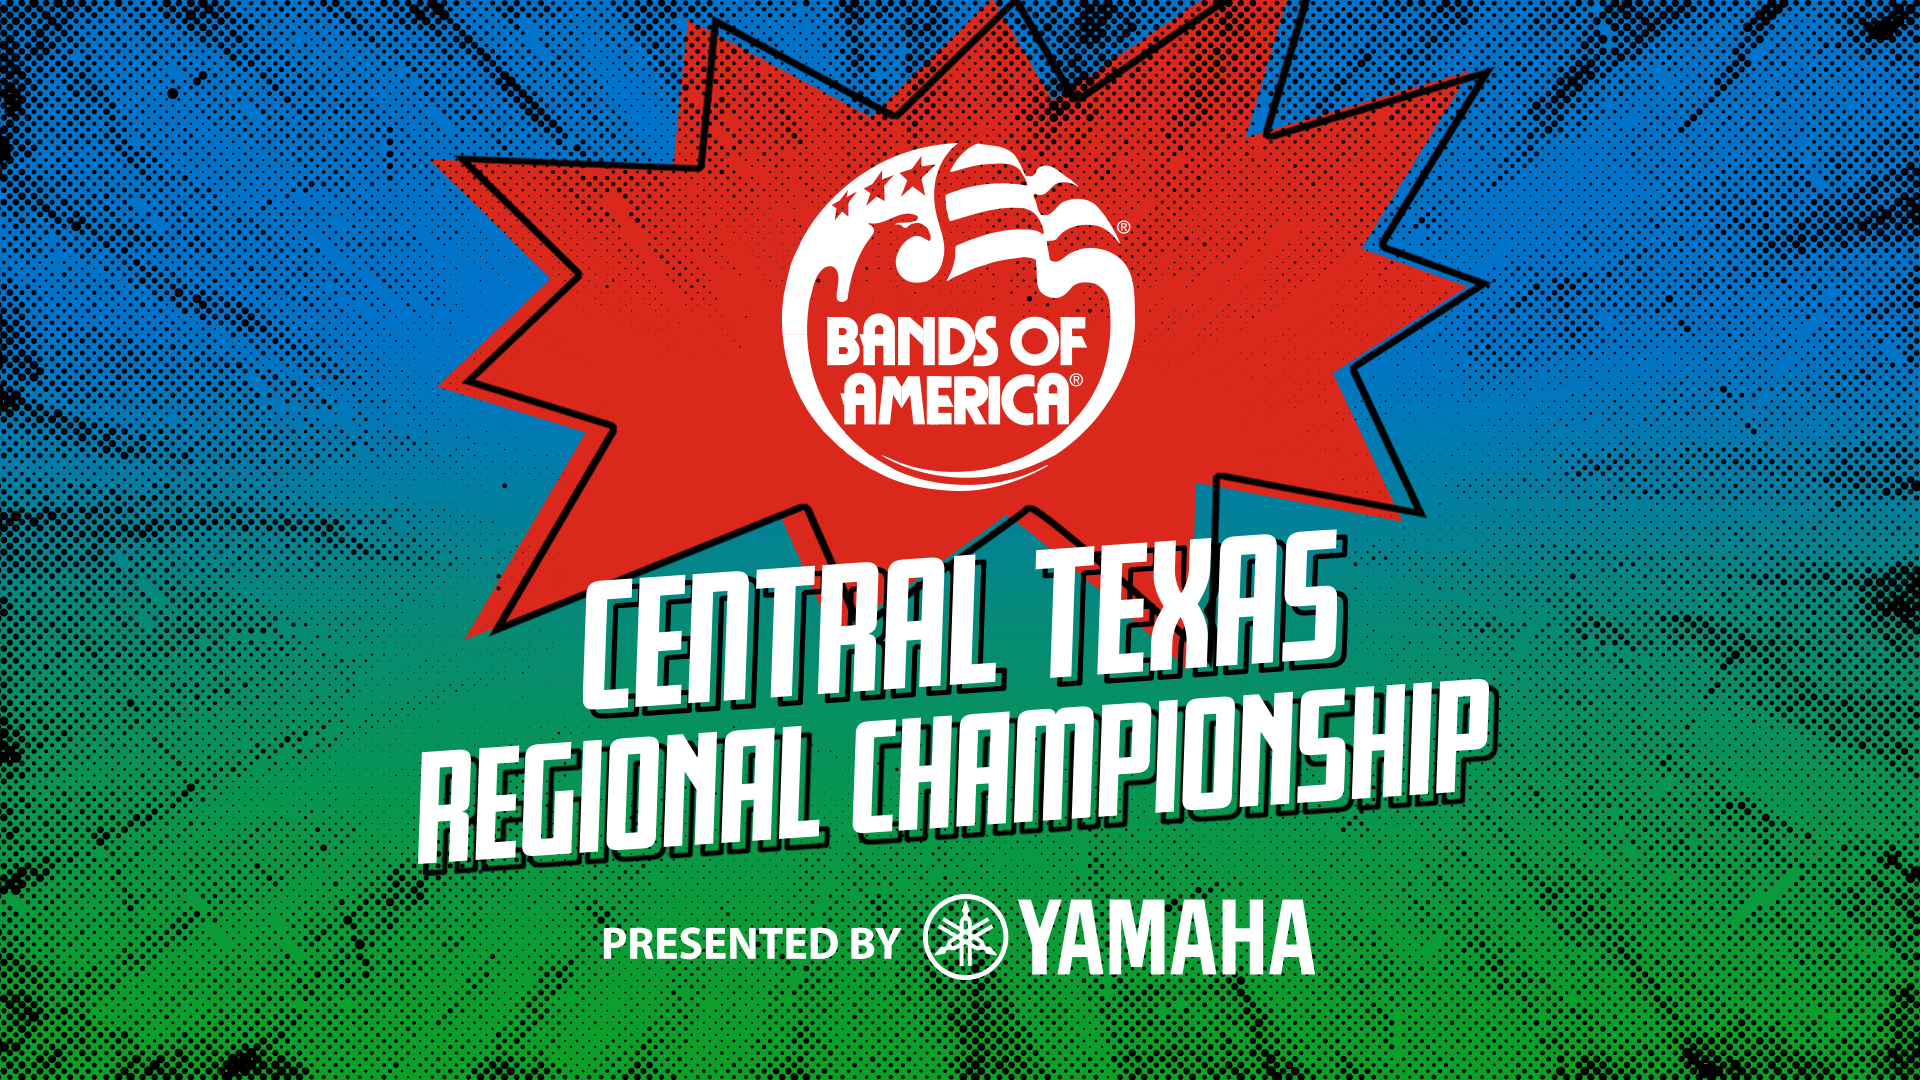 BANDS OF
AMERICA®
®
CENTRAL TEXAS
REGIONAL CHAMPIONSHIP
PRESENTED BY YAMAHA